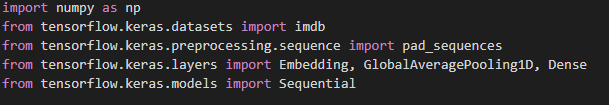 import numpy as np
from tensorflow.keras.datasets import imdb
from tensorflow.keras.preprocessing.sequence import pad_sequences
from tensorflow.keras.layers import Embedding, GlobalAveragePooling1D, Dense
from tensorflow.keras.models import Sequential